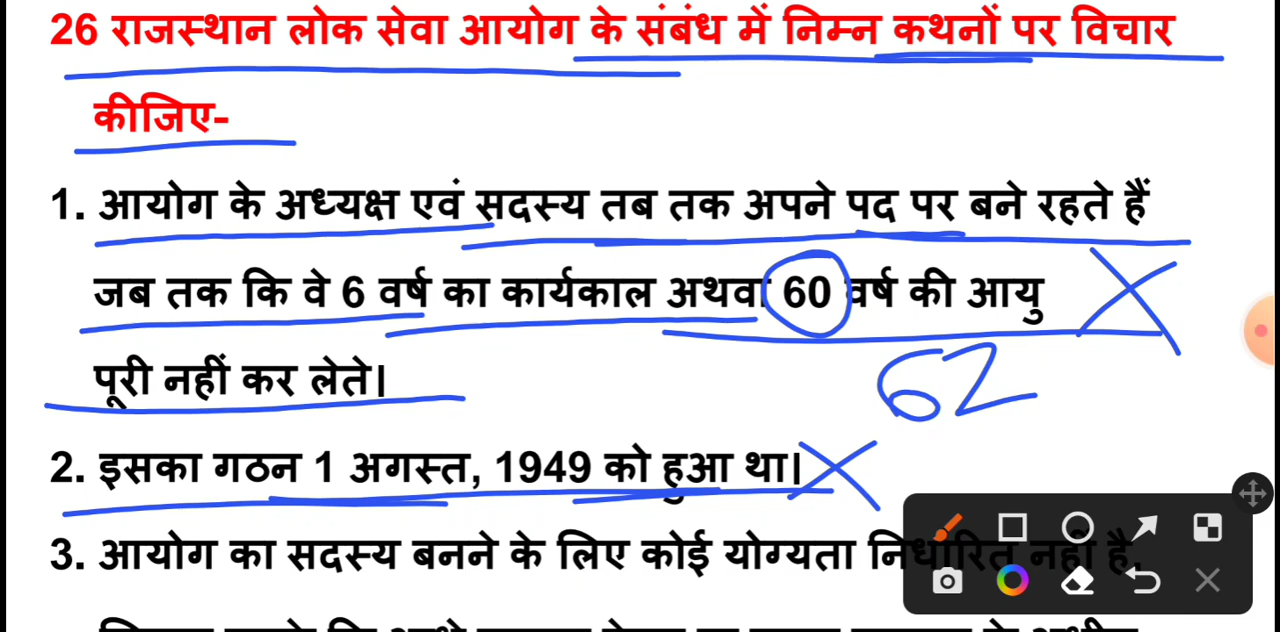 26 राजस्थान लोक सेवा आयोग के संबंध में निम्न कथनों पर विचार
कीजिए-
1. आयोग के अध्यक्ष एवं सदस्य तब तक अपने पद पर बने रहते हैं
जब तक कि वे 6 वर्ष का कार्यकाल अथवा 60 वर्ष की आयु
62
पूरी नहीं कर लेते।
2. इसका गठन 1 अगस्त, 1949 को हुआ था।
3. आयोग का सदस्य बनने के लिए कोई योग्यता निर्धारित नहीं है,